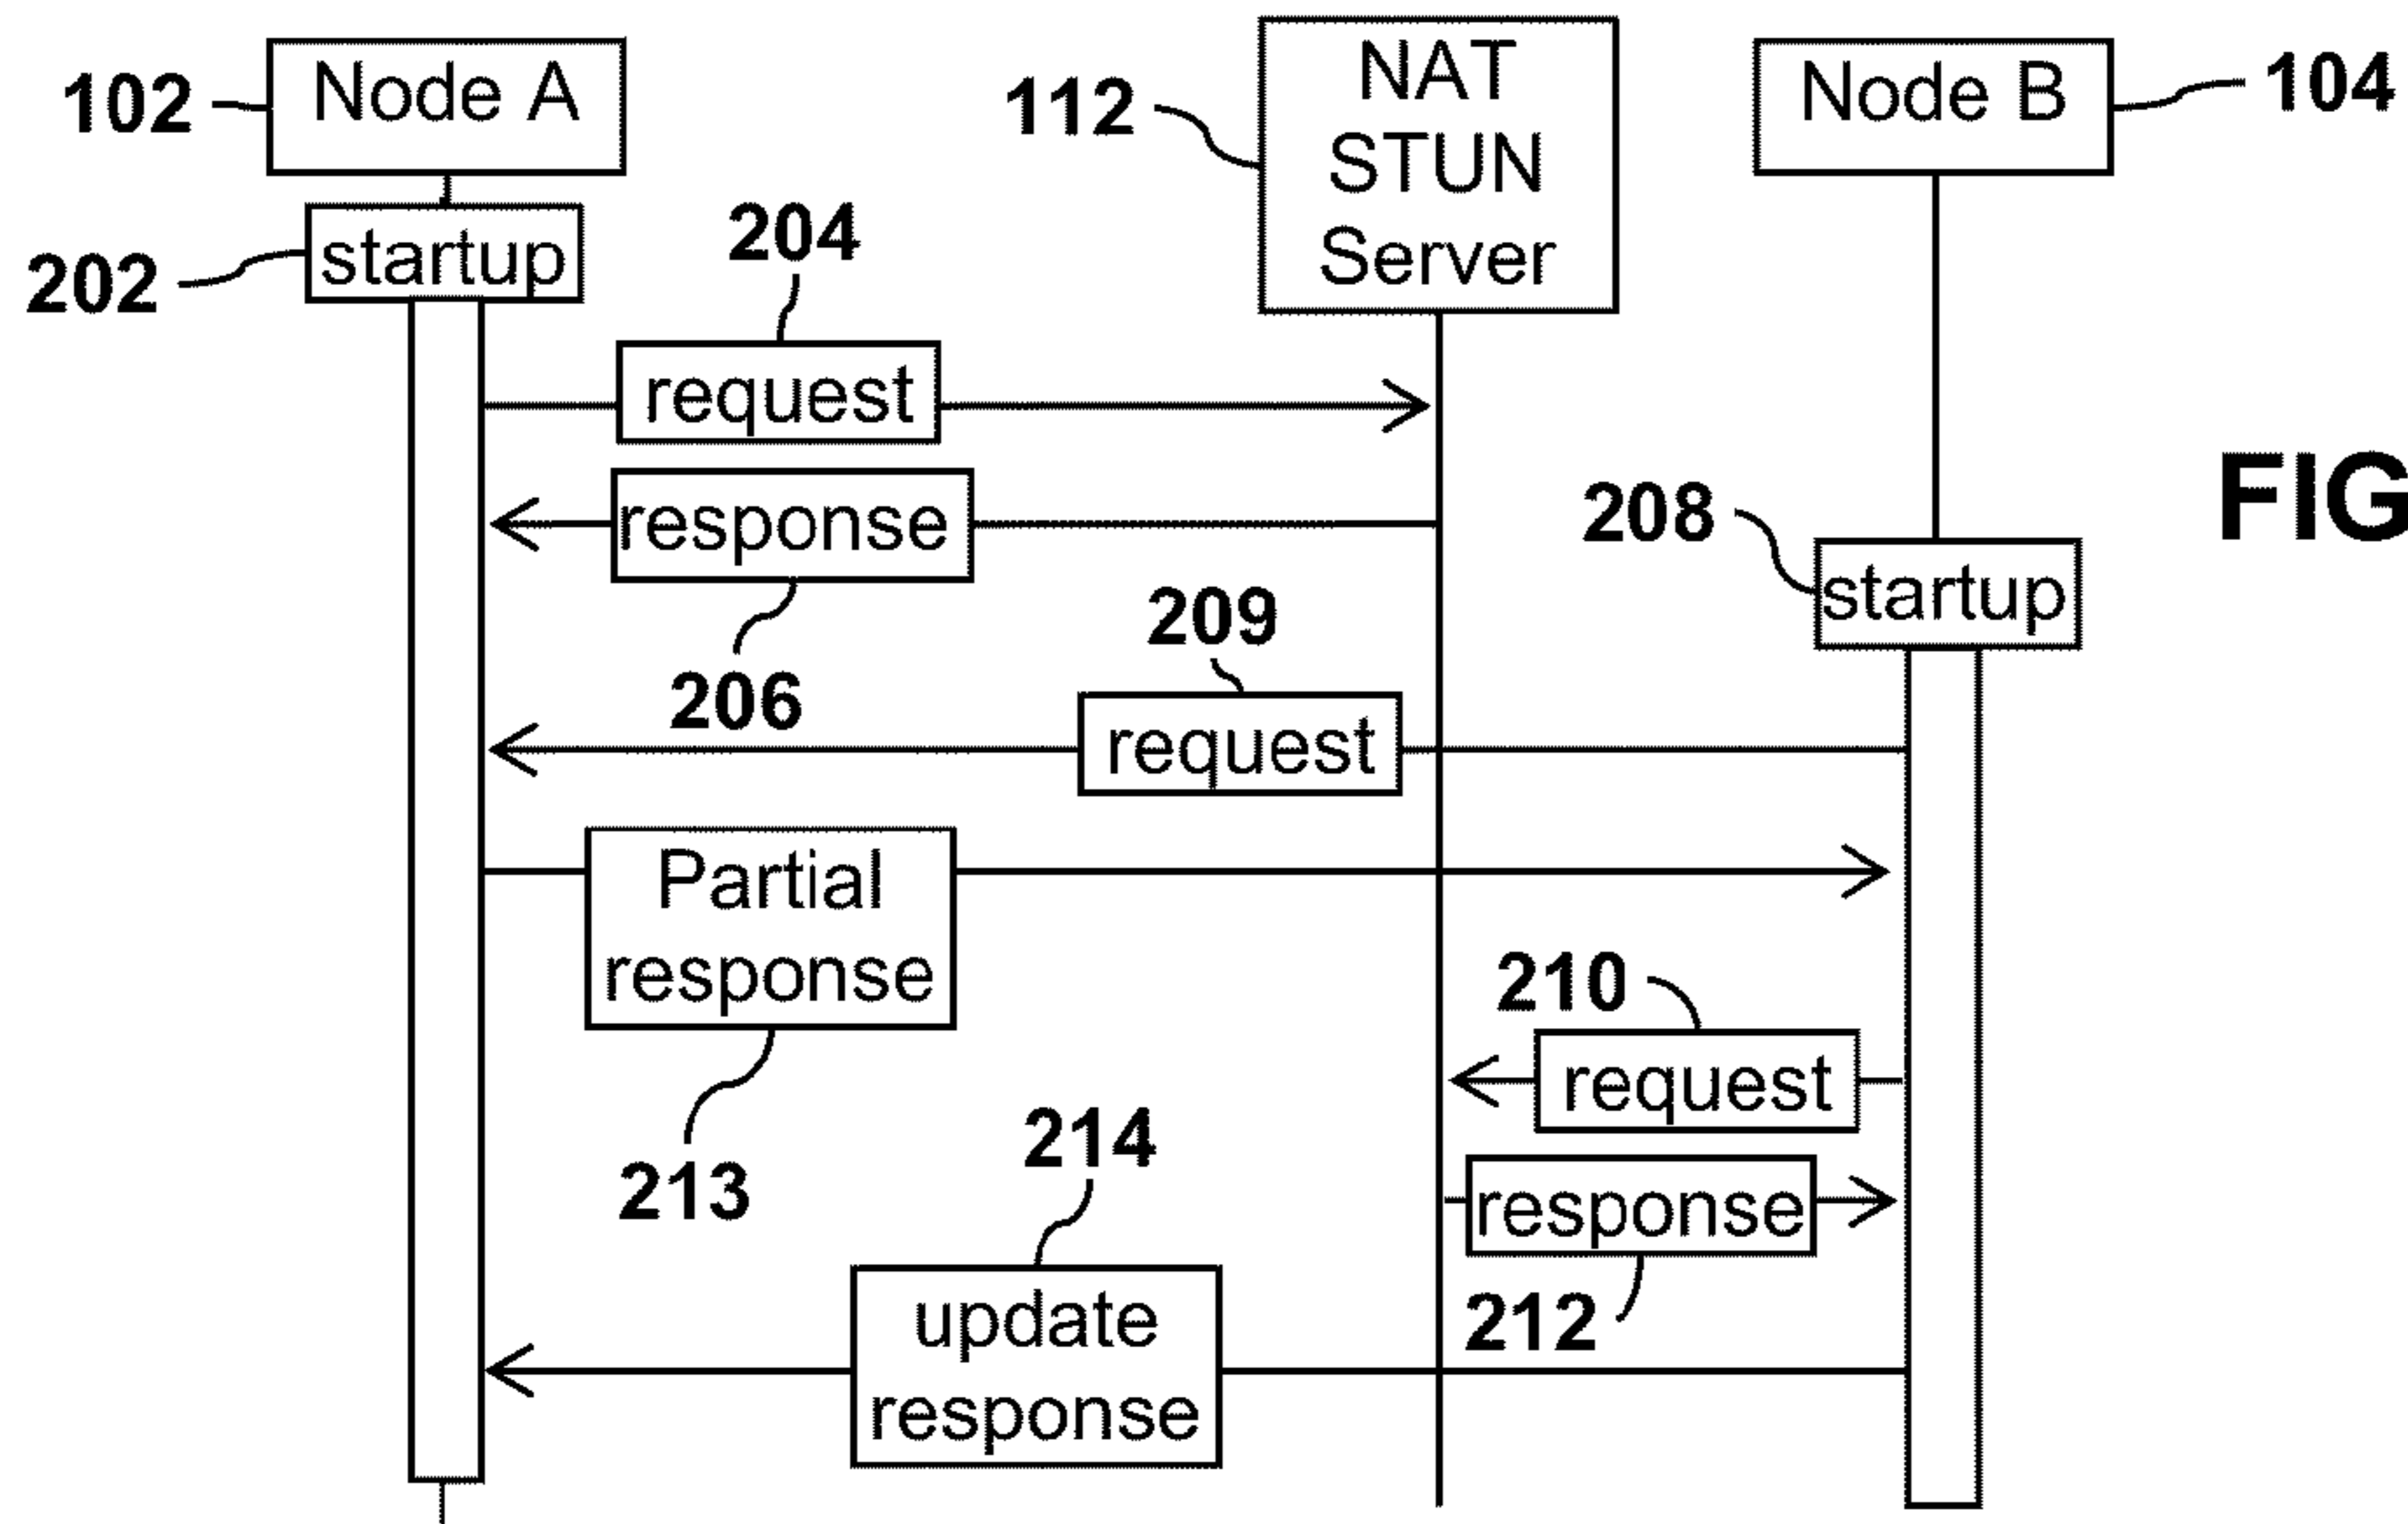 102
Node A
112
NAT
STUN
Server
Node B
104
202
startup
204
request
response
206
208
startup
FIG
209
request
Partial
response
213
210
request
response
212
214
update
response